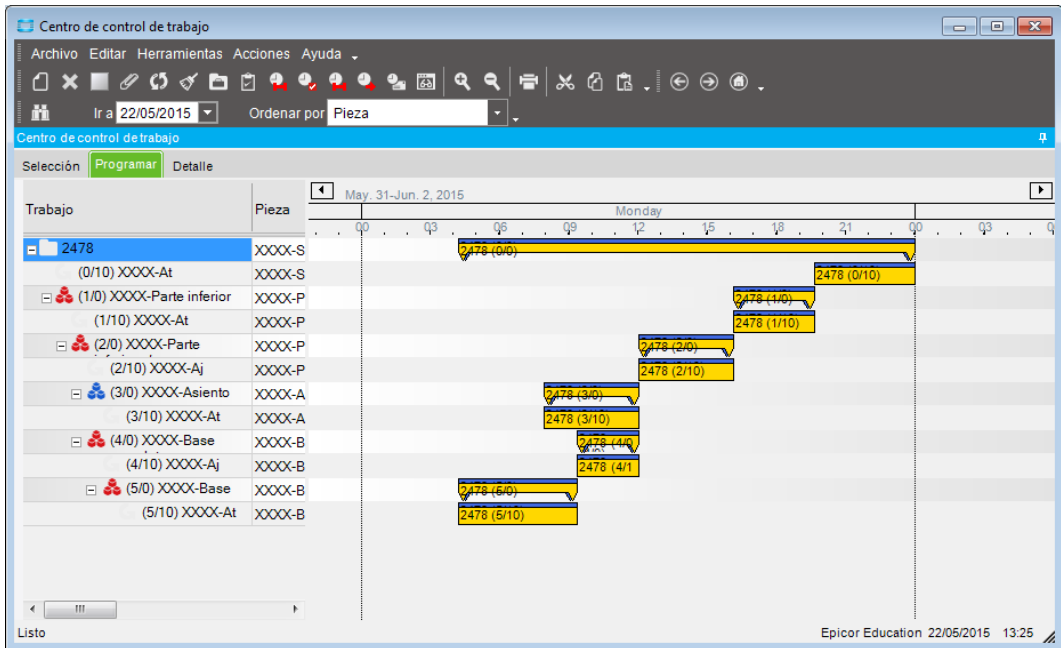 Centro de control de trabajo
Archivo Editar Herramientas Acciones Ayuda
Ir a 22/05/2015 Ordenar por Pieza
Centro de control de trabajo
Selección Programar Detalle
Trabajo Pieza May. 31-Jun. 2, 2015
Monday
00 03 06 09 12 15 18 21 00 03
2478 XXXX-S 2478 (0/0)
(0/10) XXXX-At XXXX-S 2478 (0/10)
(1/0) XXXX-Parte inferior XXXX-P 2478 (1/0)
(1/10) XXXX-At XXXX-P 2478 (1/10)
(2/0) XXXX-Parte XXXX-P 2478 (2/0)
(2/10) XXXX-Aj XXXX-P 2478 (2/10)
(3/0) XXXX-Asiento XXXX-A 2478 (3/0)
(3/10) XXXX-At XXXX-A 2478 (3/10)
(4/0) XXXX-Base XXXX-B 2478 (4/0
(4/10) XXXX-Aj XXXX-B 2478 (4/1
(5/0) XXXX-Base XXXX-B 2478 (5/0)
(5/10) XXXX-At XXXX-B 2478 (5/10)
Listo Epicor Education 22/05/2015 13:25